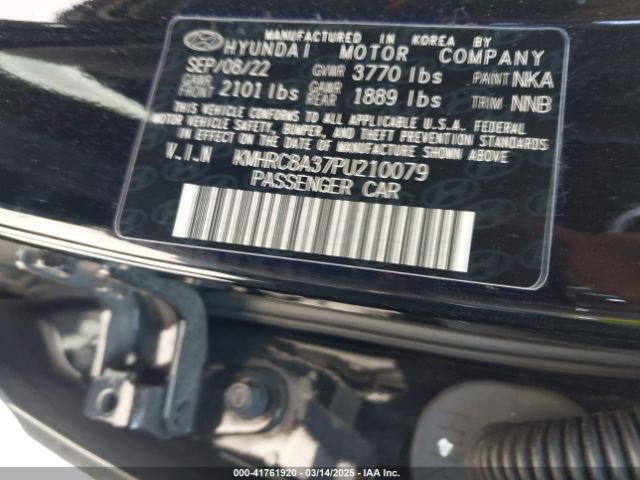 MANUFACTURED IN KOREA BY
HYUNDAI MOTOR COMPANY
SEP/08/22 GVWR 3770 lbs PAINT NKA
GAWR FRONT 2101 lbs GAWR REAR 1889 lbs TRIM NNB
THIS VEHICLE CONFORMS TO ALL APPLICABLE U.S.A. FEDERAL
MOTOR VEHICLE SAFETY, BUMPER, AND THEFT PREVENTION STANDARDS
IN EFFECT ON THE DATE OF MANUFACTURE SHOWN ABOVE.
V.I.N KMHRC8A37PU210079
PASSENGER CAR
000-41761920 • 03/14/2025 • IAA, Inc.